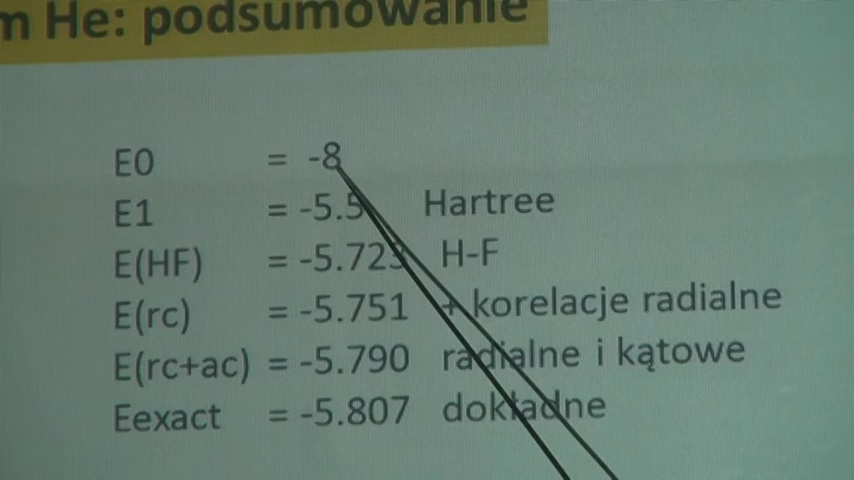 m He: podsumowanie
E0 = -8
E1 = -5.5 Hartree
E(HF) = -5.723 H-F
E(rc) = -5.751 + korelacje radialne
E(rc+ac) = -5.790 radialne i kątowe
Eexact = -5.807 dokładne